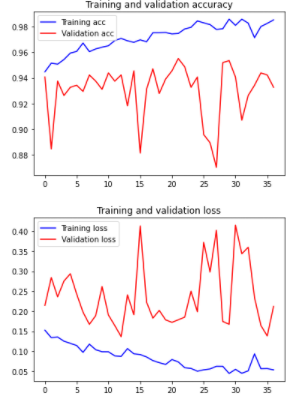 Training and validation accuracy
Training acc
Validation acc
0.98
0.96
0.94
0.92
0.90
0.88
0 5 10 15 20 25 30 35
Training and validation loss
Training loss
Validation loss
0.40
0.35
0.30
0.25
0.20
0.15
0.10
0.05
0 5 10 15 20 25 30 35